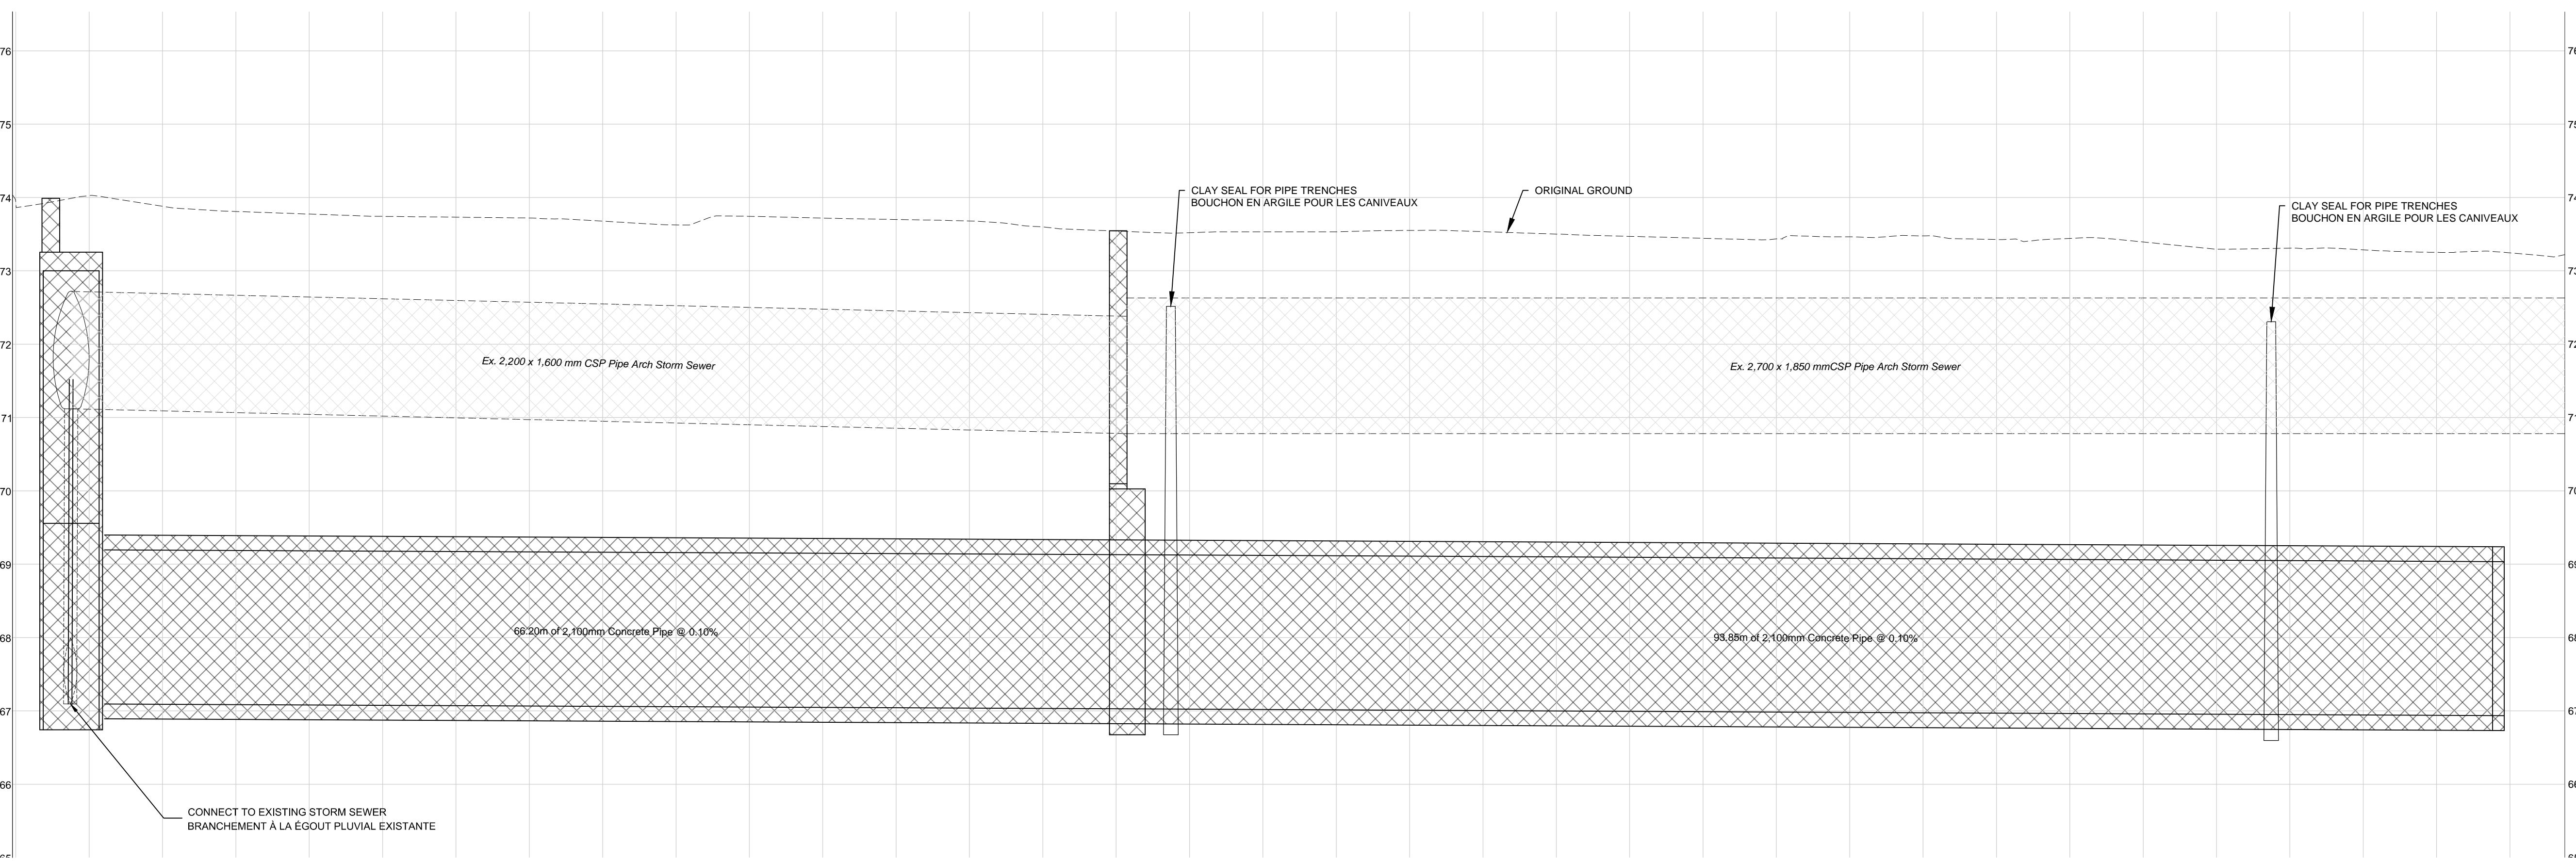 76
75
74
73
72
71
70
69
68
67
66
65
CLAY SEAL FOR PIPE TRENCHES
BOUCHON EN ARGILE POUR LES CANIVEAUX
ORIGINAL GROUND
CLAY SEAL FOR PIPE TRENCHES
BOUCHON EN ARGILE POUR LES CANIVEAUX
Ex. 2,200 x 1,600 mm CSP Pipe Arch Storm Sewer
Ex. 2,700 x 1,850 mmCSP Pipe Arch Storm Sewer
66.20m of 2,100mm Concrete Pipe @ 0.10%
93.85m of 2,100mm Concrete Pipe @ 0.10%
CONNECT TO EXISTING STORM SEWER
BRANCHEMENT À LA ÉGOUT PLUVIAL EXISTANTE